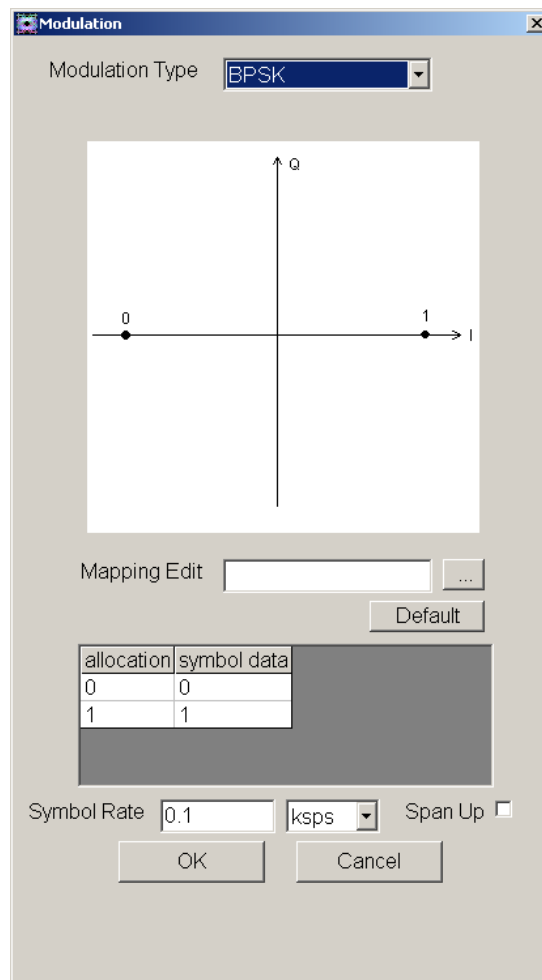 Modulation
Modulation Type BPSK
Q
0 1
I
Mapping Edit ...
Default
allocation symbol data
0 0
1 1
Symbol Rate 0.1 ksps Span Up
OK Cancel